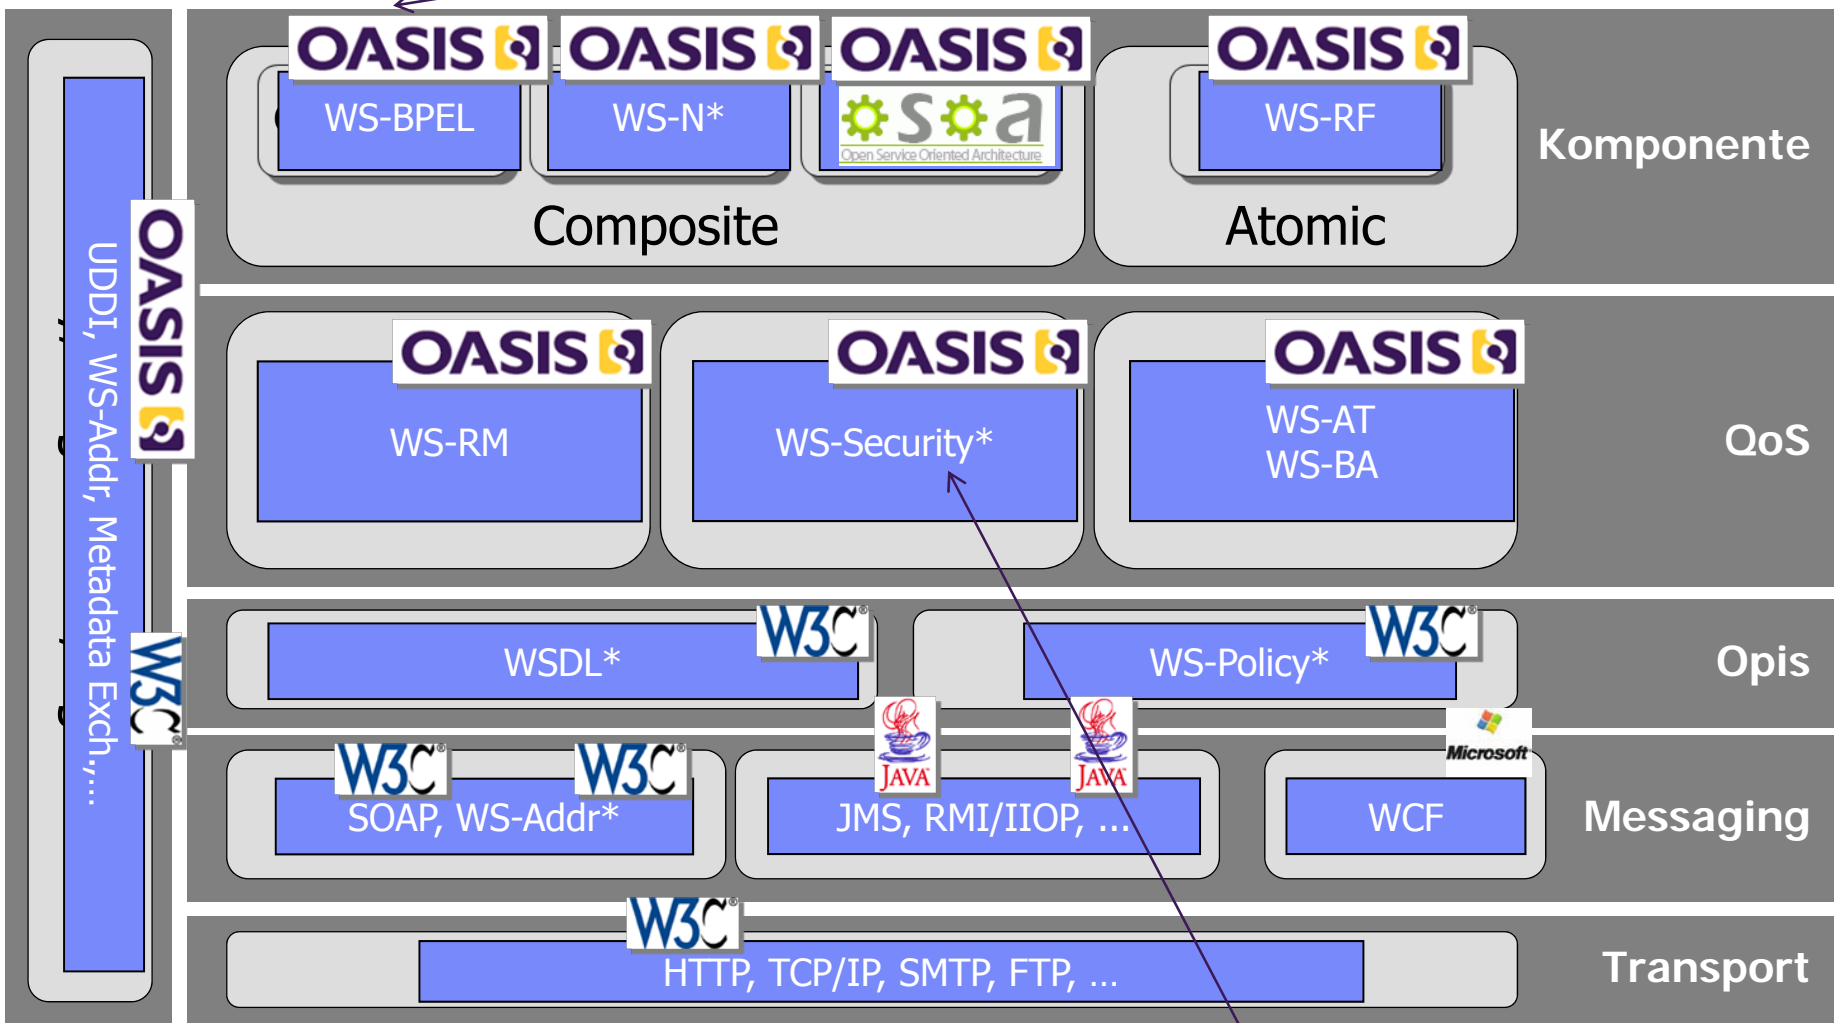 OASIS
OASIS
OASIS
OASIS
WS-BPEL
WS-N*
soa
Open Service Oriented Architecture
WS-RF
Komponente
Composite
Atomic
UDDI, WS-Addr, Metadata Exch.,...
OASIS
W3C®
OASIS
OASIS
OASIS
WS-RM
WS-Security*
WS-AT
WS-BA
QoS
W3C®
W3C®
WSDL*
WS-Policy*
Opis
W3C®
W3C®
JAVA
JAVA
Microsoft
SOAP, WS-Addr*
JMS, RMI/IIOP, ...
WCF
Messaging
W3C®
HTTP, TCP/IP, SMTP, FTP, ...
Transport